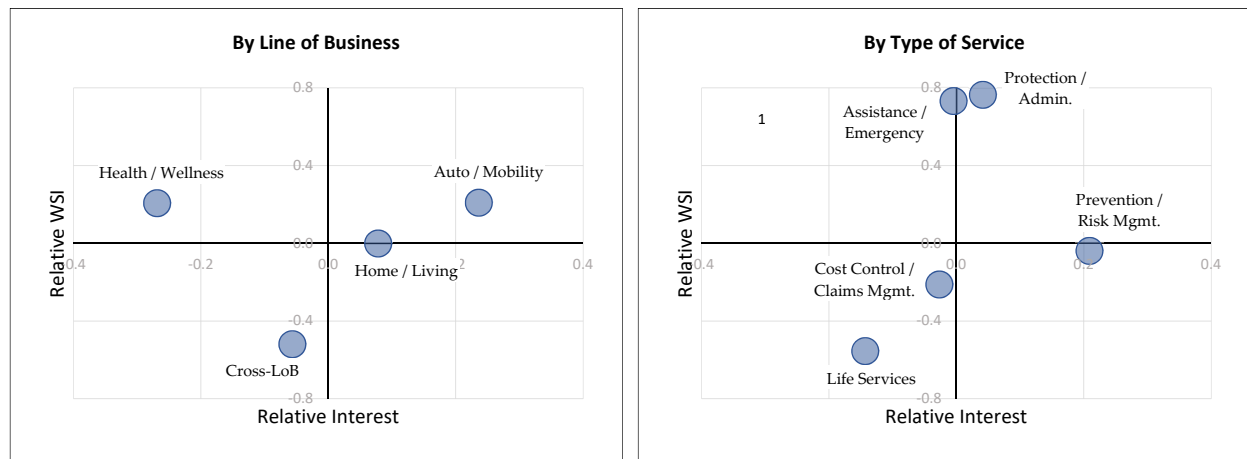 By Line of Business
0.8
0.4
Health / Wellness
Auto / Mobility
0.0
0.4
-0.2
0.0
0.2
0.4
Home / Living
-0.4
Cross-LoB
-0.8
Relative WSI
Relative Interest
By Type of Service
0.8
Protection /
Admin.
Assistance /
Emergency
1
0.4
Prevention /
Risk Mgmt.
0.0
0.4
0.0
0.2
0.4
Cost Control /
Claims Mgmt.
-0.4
Life Services
-0.8
Relative WSI
Relative Interest